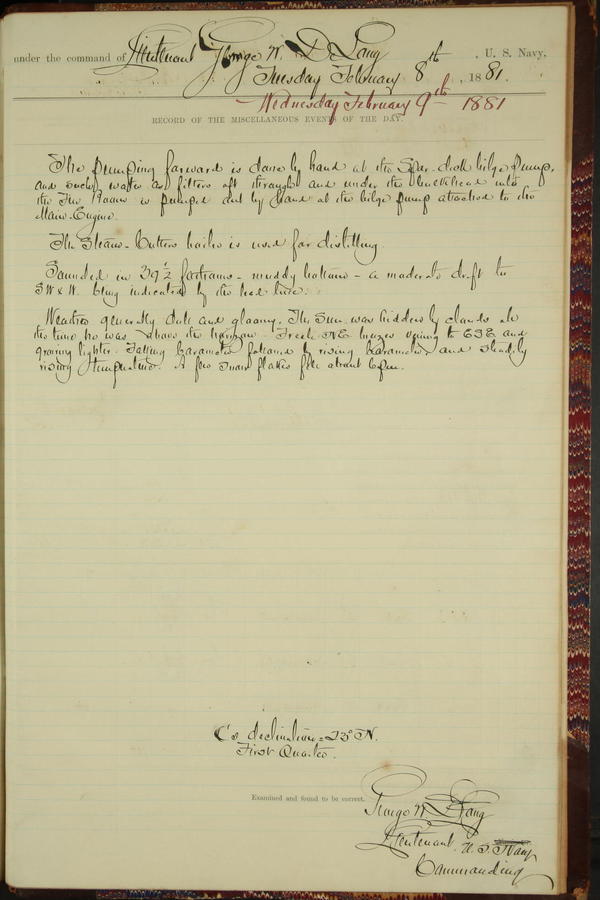 under the command of Lieutenant George W. De Long , U. S. Navy,
Tuesday February 8th , 1881.
Wednesday February 9th 1881
RECORD OF THE MISCELLANEOUS EVENTS OF THE DAY.
The pumping forward is done by hand at the Spar-deck bilge pump,
and such water as filters aft through and under the bulkhead into
the Fire Room is pumped out by hand at the bilge pump attached to the
Main Engine.
The Steam-Cutters boiler is used for distilling.
Sounded in 39½ fathoms - muddy bottom - a moderate drift to
SW x W. being indicated by the lead line.
Weather generally dull and gloomy. The sun was hidden by clouds at
the time he was above the horizon. Fresh NE breezes veering to ESE and
growing lighter. Falling barometer followed by rising barometer and steadily
rising temperature. A few snow flakes fell about 6 pm.
C's declination = 23° N.
First Quarter.
Examined and found to be correct.
George W. De Long
Lieutenant U.S. Navy
Commanding